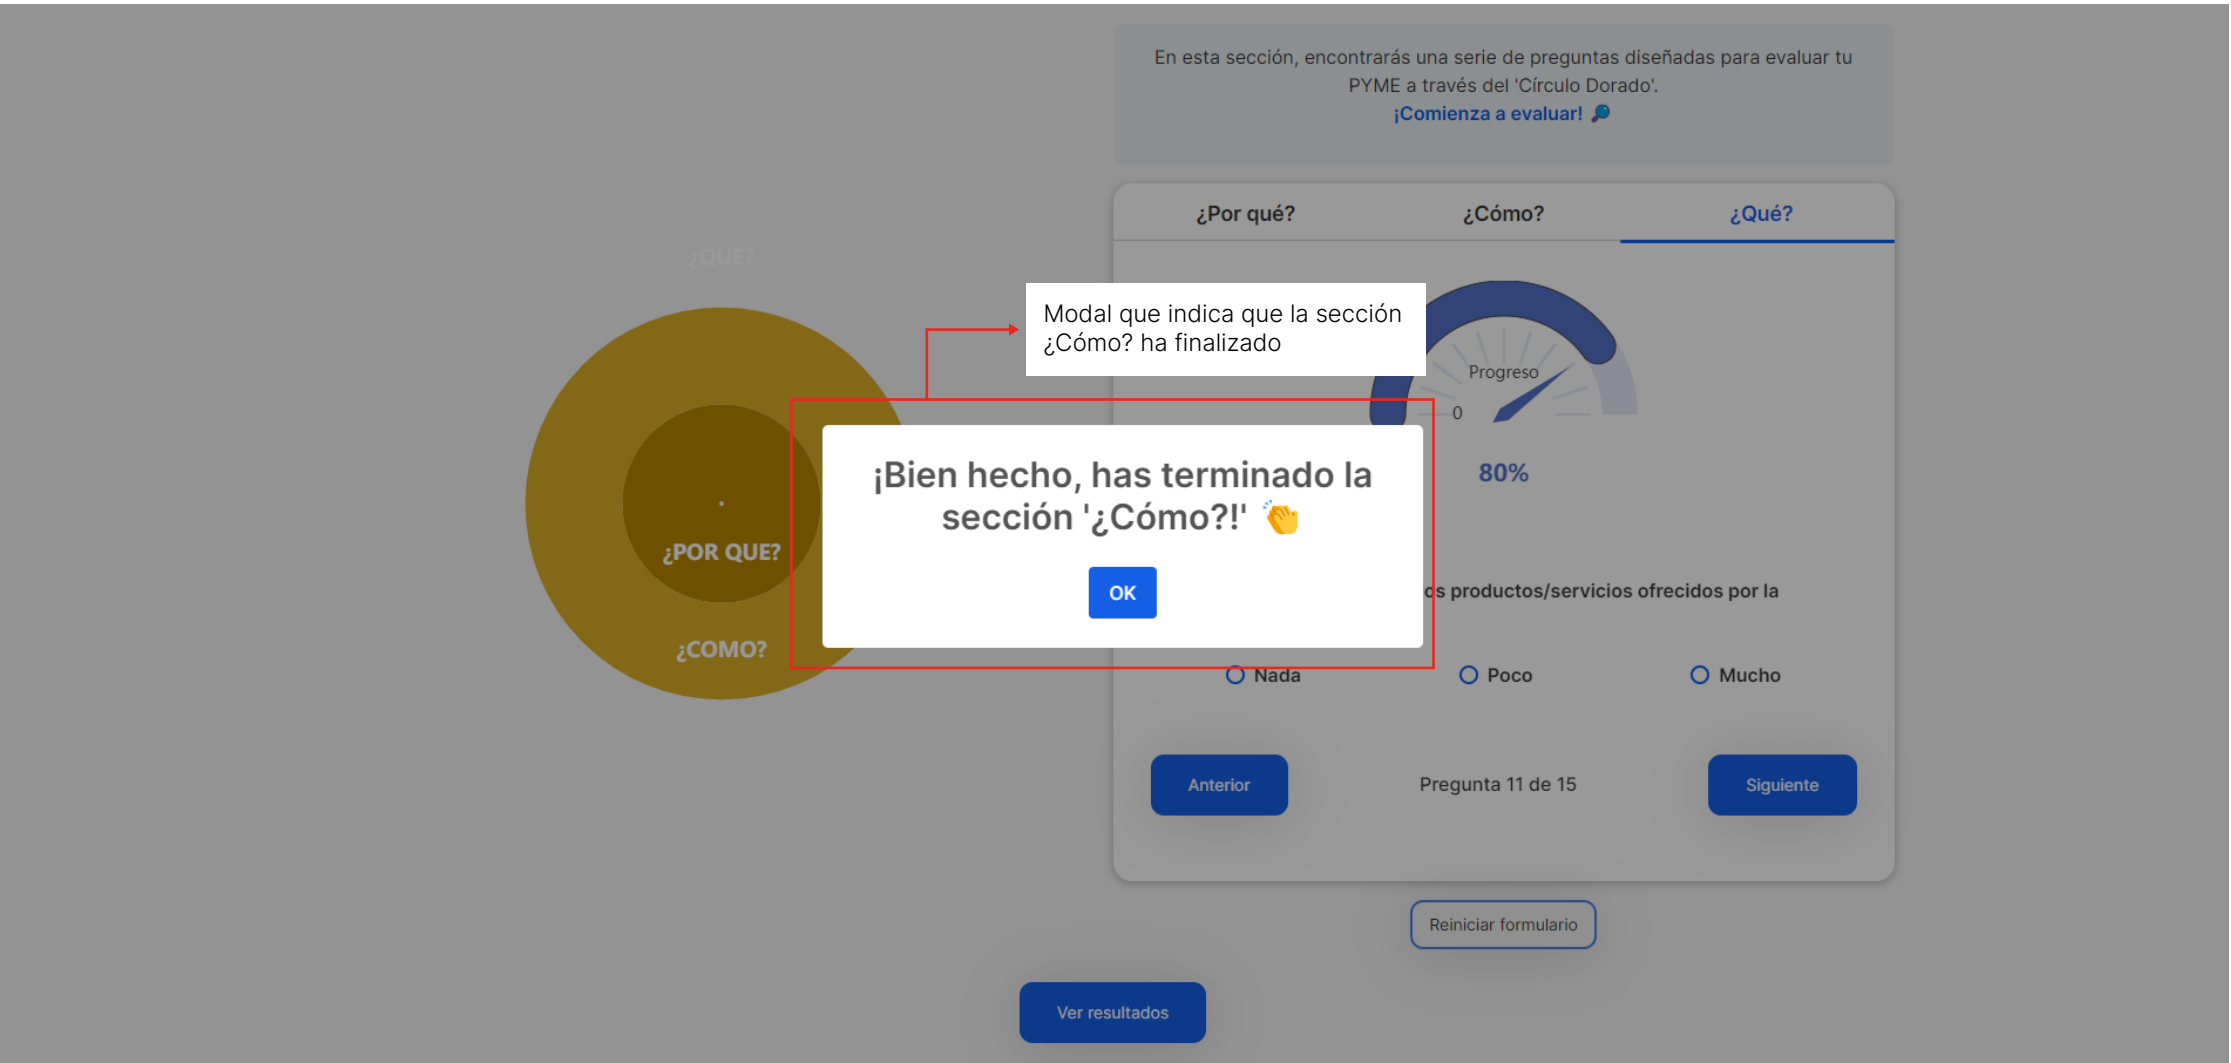 En esta sección, encontrarás una serie de preguntas diseñadas para evaluar tu
PYME a través del 'Círculo Dorado'.
¡Comienza a evaluar! 🔎
¿Por qué?
¿Cómo?
¿Qué?
¿QUÉ?
Modal que indica que la sección
¿Cómo? ha finalizado
Progreso
0
80%
¡Bien hecho, has terminado la
sección '¿Cómo?!' 👏
OK
¿POR QUE?
¿COMO?
os productos/servicios ofrecidos por la
Nada
Poco
Mucho
Anterior
Pregunta 11 de 15
Siguiente
Reiniciar formulario
Ver resultados